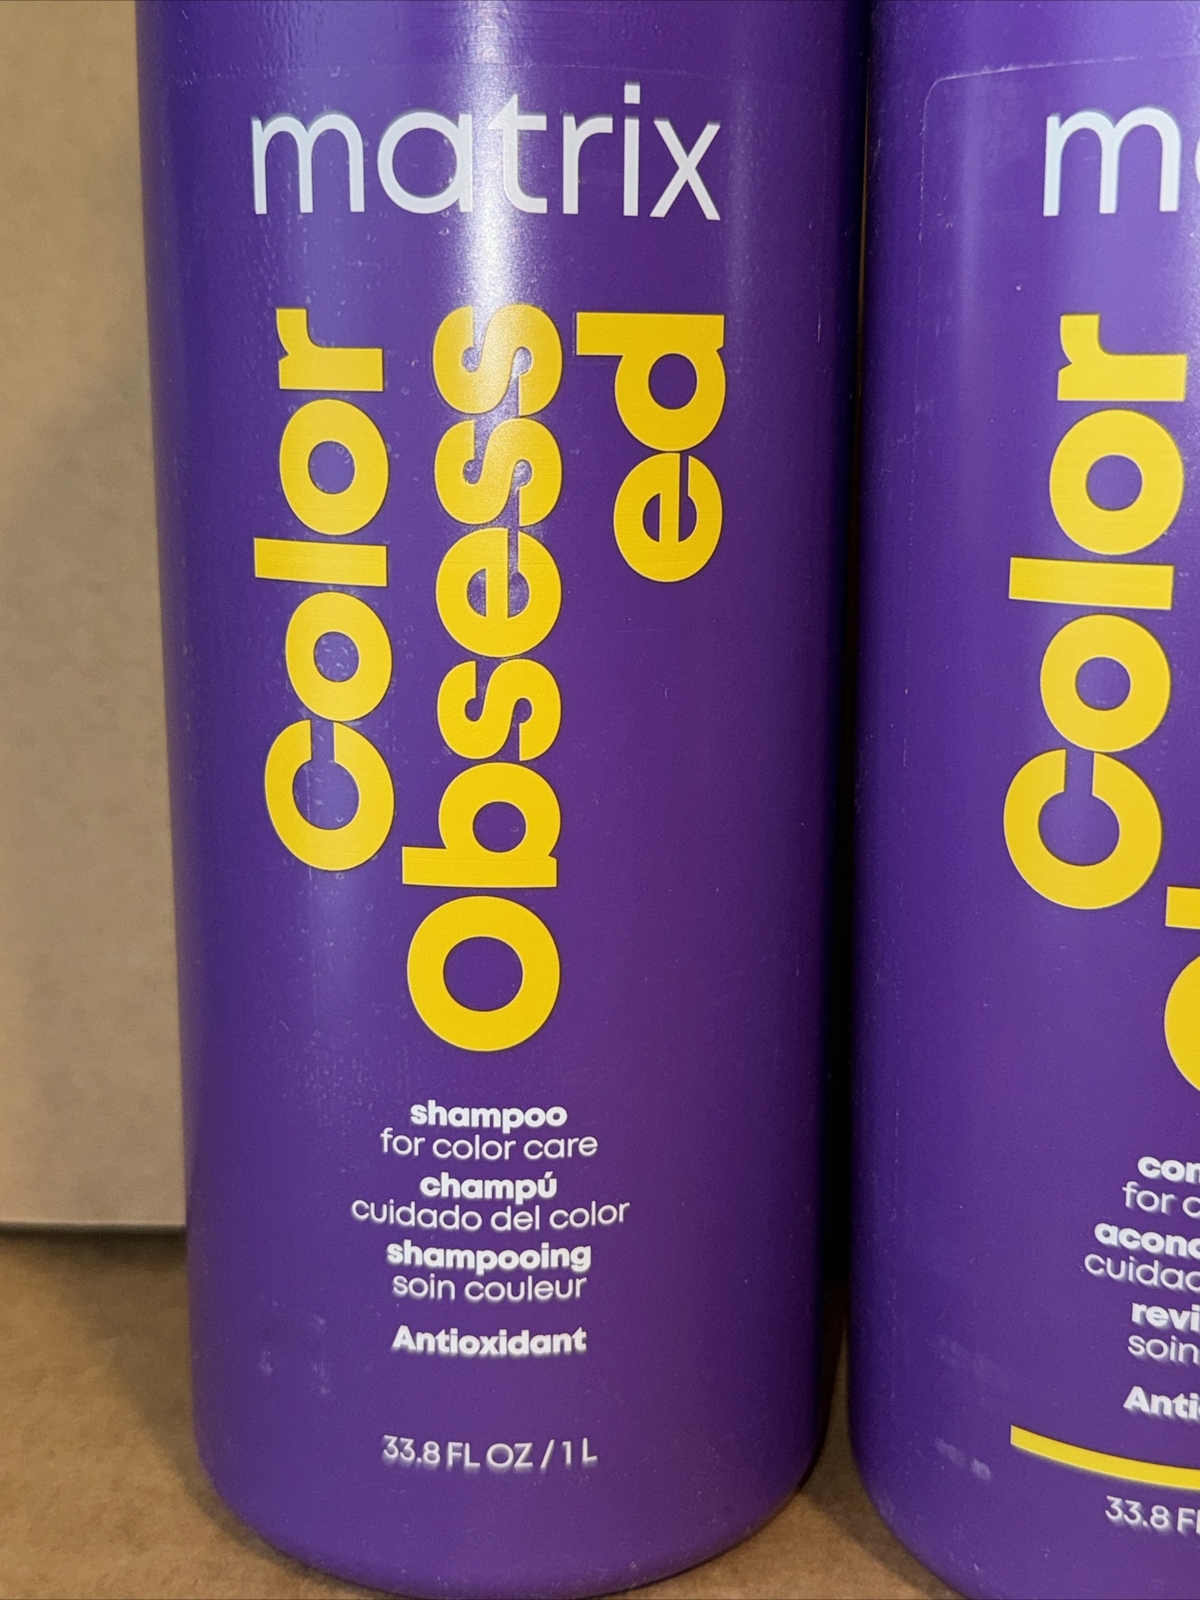 matrix
Color
Obsess
ed
shampoo
for color care
champú
cuidado del color
shampooing
soin couleur
Antioxidant
33.8 FL OZ / 1 L
Color
for
soin
33.8